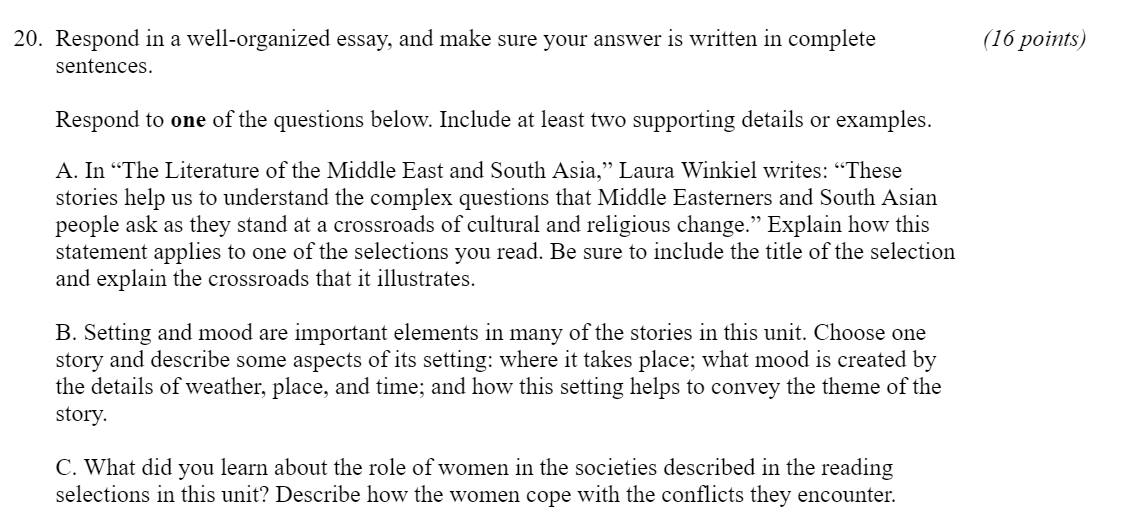 20. Respond in a well-organized essay, and make sure your answer is written in complete (16 points)
sentences.
Respond to one of the questions below. Include at least two supporting details or examples.
A. In “The Literature of the Middle East and South Asia,” Laura Winkiel writes: “These
stories help us to understand the complex questions that Middle Easterners and South Asian
people ask as they stand at a crossroads of cultural and religious change.” Explain how this
statement applies to one of the selections you read. Be sure to include the title of the selection
and explain the crossroads that it illustrates.
B. Setting and mood are important elements in many of the stories in this unit. Choose one
story and describe some aspects of its setting: where it takes place; what mood is created by
the details of weather, place, and time; and how this setting helps to convey the theme of the
story.
C. What did you learn about the role of women in the societies described in the reading
selections in this unit? Describe how the women cope with the conflicts they encounter.